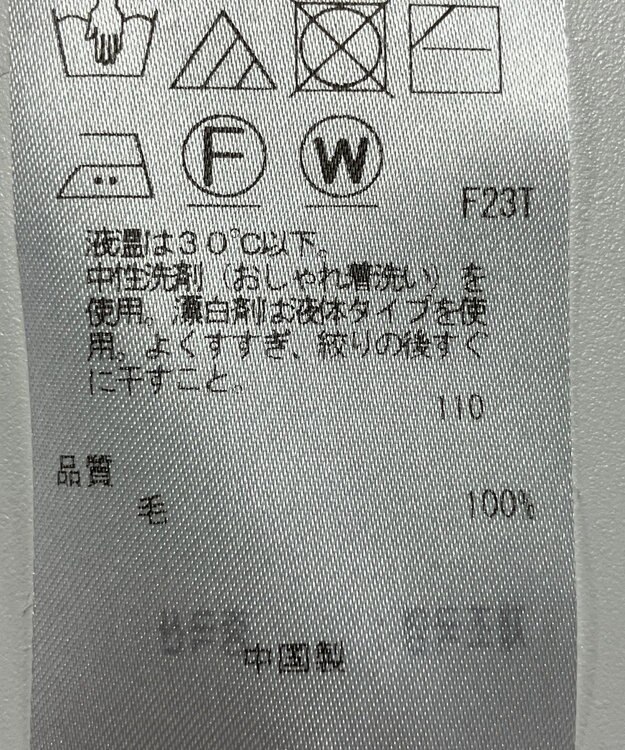 F
W
F23T
液温は30℃以下。
中性洗剤（おしゃれ着洗い）を
使用。漂白剤は液体タイプを使
用。よくすすぎ、絞りの後すぐ
に干すこと。
110
品質
毛 100%
中国製